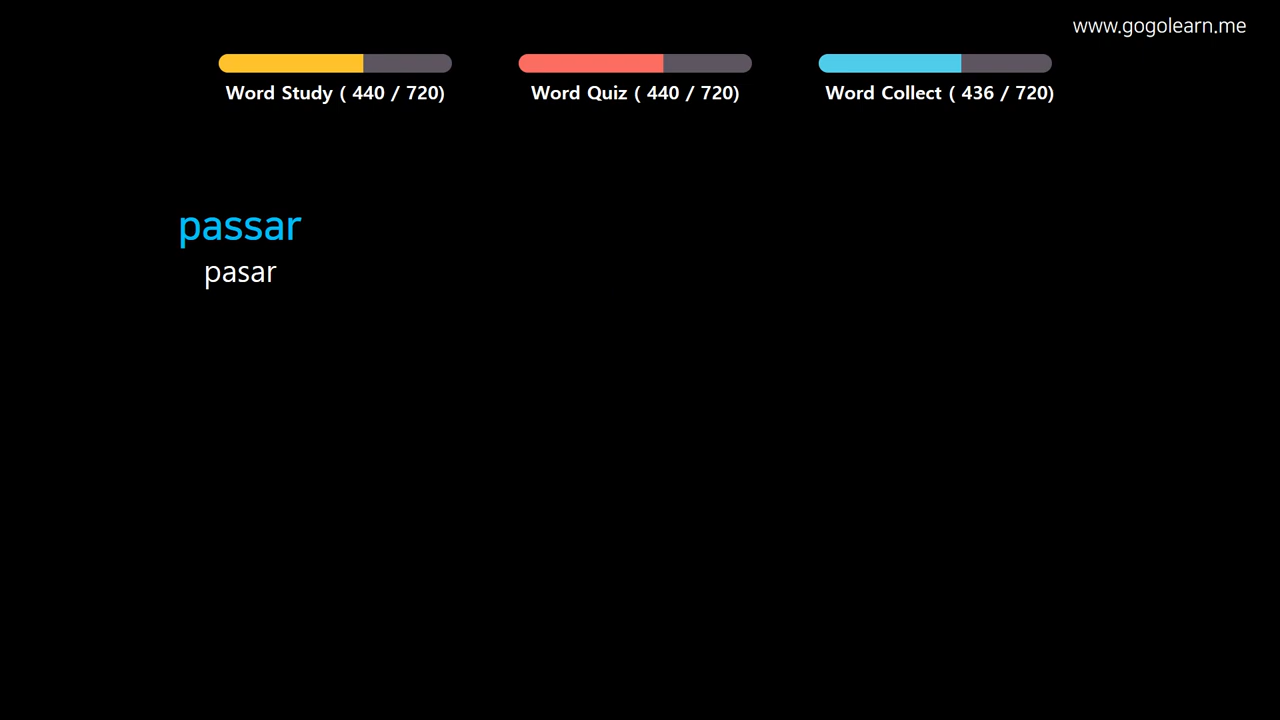 www.gogolearn.me
Word Study ( 440 / 720)
Word Quiz ( 440 / 720)
Word Collect ( 436 / 720)
passar
pasar